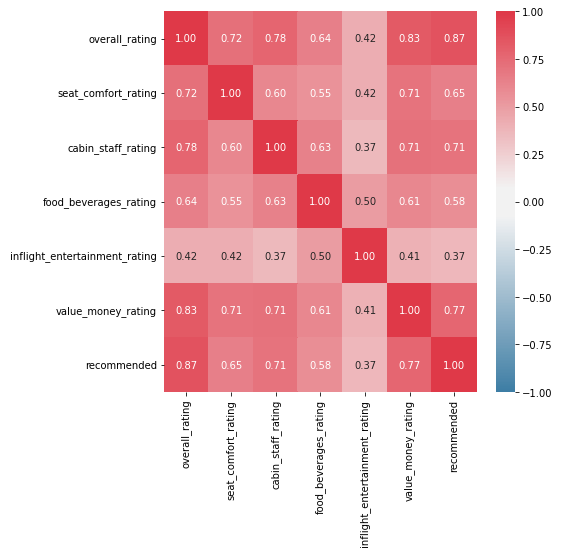 overall_rating 1.00 0.72 0.78 0.64 0.42 0.83 0.87
seat_comfort_rating 0.72 1.00 0.60 0.55 0.42 0.71 0.65
cabin_staff_rating 0.78 0.60 1.00 0.63 0.37 0.71 0.71
food_beverages_rating 0.64 0.55 0.63 1.00 0.50 0.61 0.58
inflight_entertainment_rating 0.42 0.42 0.37 0.50 1.00 0.41 0.37
value_money_rating 0.83 0.71 0.71 0.61 0.41 1.00 0.77
recommended 0.87 0.65 0.71 0.58 0.37 0.77 1.00
overall_rating
seat_comfort_rating
cabin_staff_rating
food_beverages_rating
inflight_entertainment_rating
value_money_rating
recommended
1.00
0.75
0.50
0.25
0.00
−0.25
−0.50
−0.75
−1.00